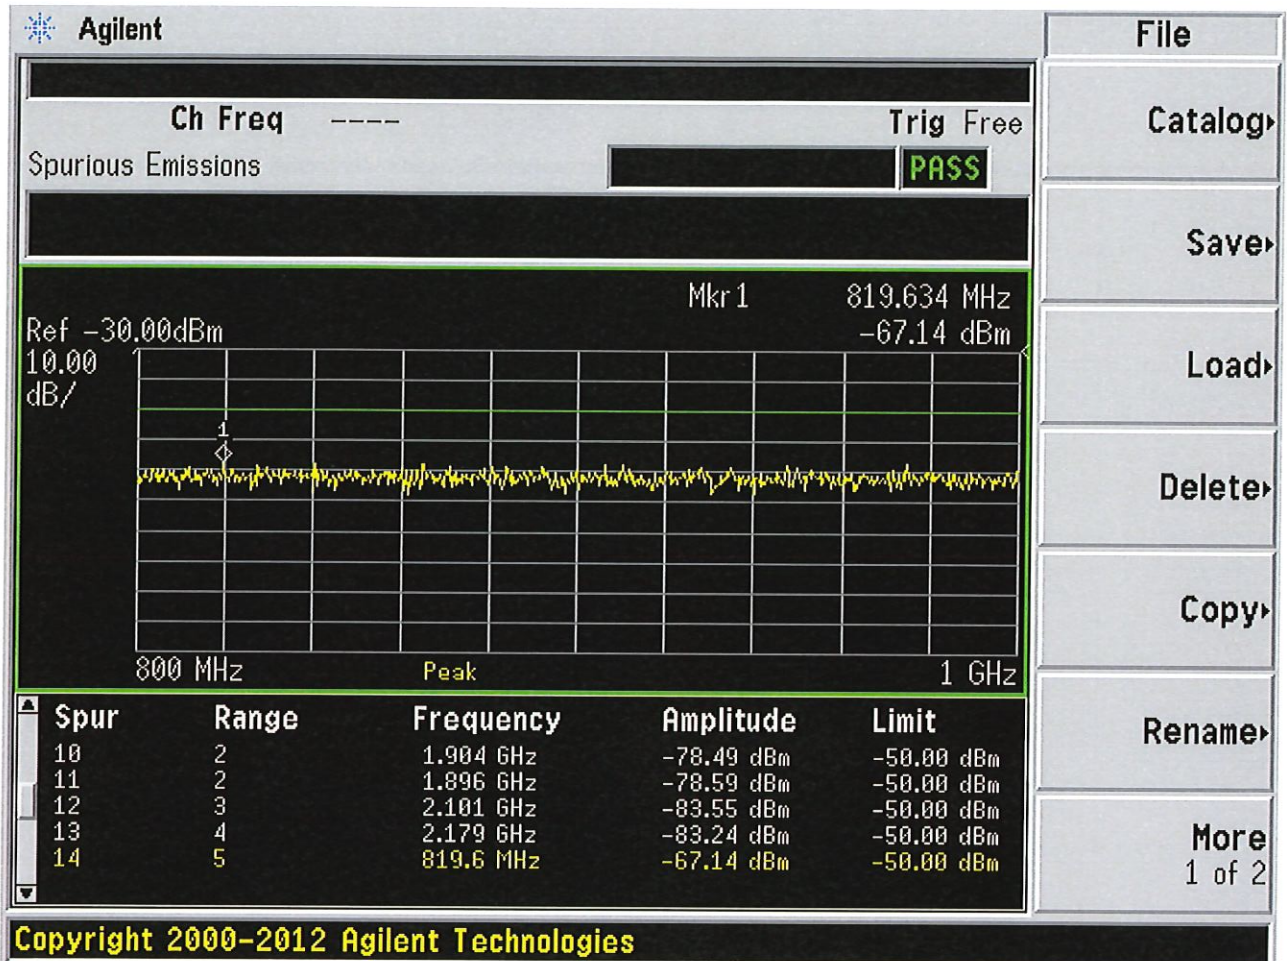 Agilent
File
Ch Freq ----
Trig Free
Spurious Emissions
PASS
Mkr1 819.634 MHz
Ref -30.00dBm
-67.14 dBm
10.00
dB/
1
800 MHz Peak 1 GHz
Spur Range Frequency Amplitude Limit
10 2 1.904 GHz -78.49 dBm -50.00 dBm
11 2 1.896 GHz -78.59 dBm -50.00 dBm
12 3 2.101 GHz -83.55 dBm -50.00 dBm
13 4 2.179 GHz -83.24 dBm -50.00 dBm
14 5 819.6 MHz -67.14 dBm -50.00 dBm
Copyright 2000-2012 Agilent Technologies
Catalog
Save
Load
Delete
Copy
Rename
More
1 of 2